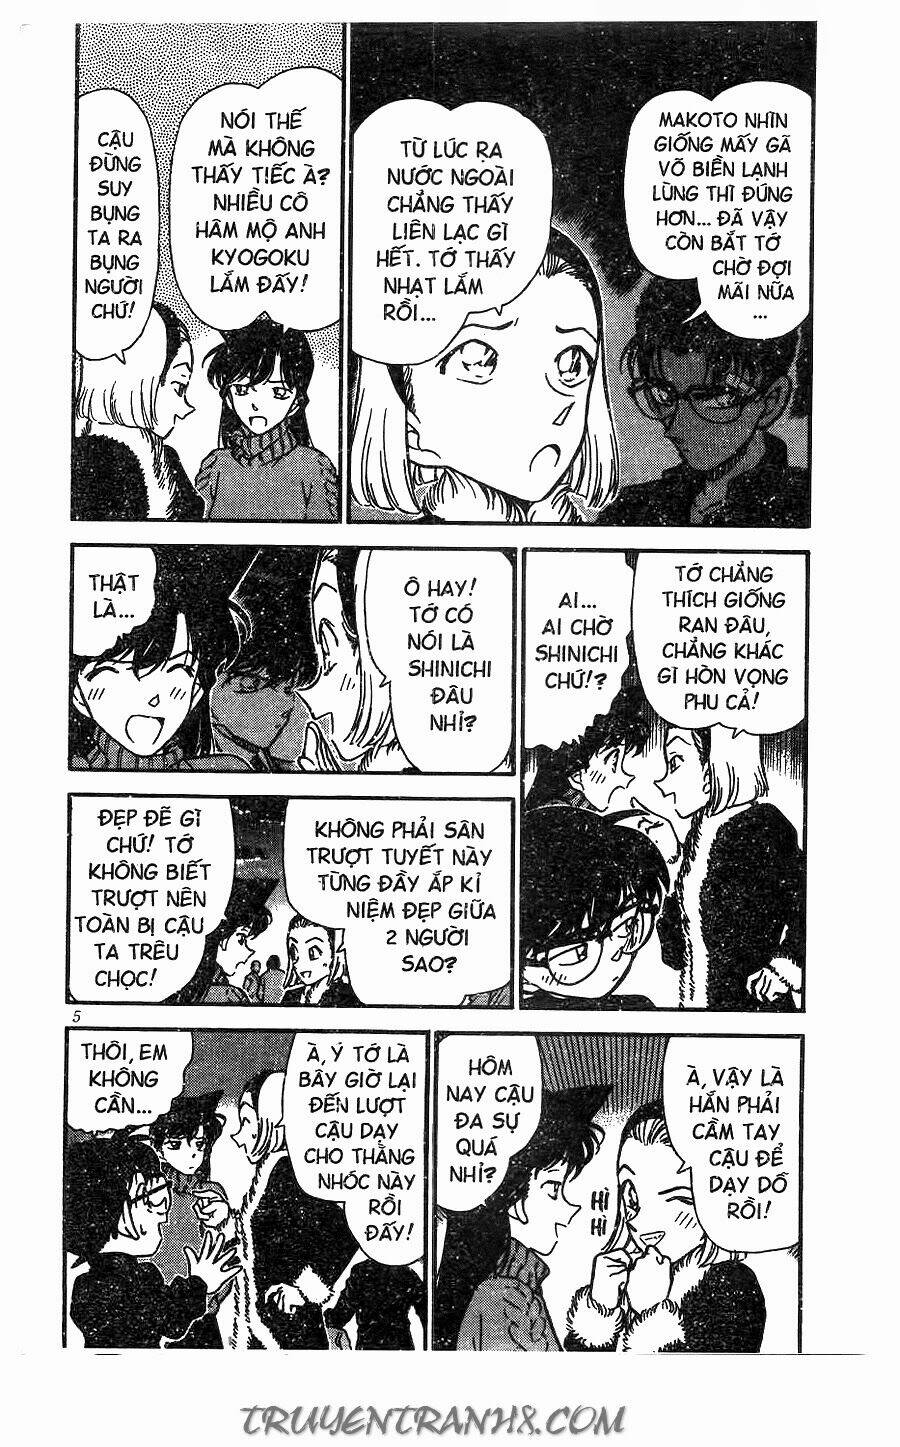 MAKOTO NHÌN
GIỐNG MẤY GÃ
VÕ BIỀN LẠNH
LÙNG THÌ ĐÚNG
HƠN... ĐÃ VẬY
CÒN BẮT TỚ
CHỜ ĐỢI
MÃI NỮA
...
TỪ LÚC RA
NƯỚC NGOÀI
CHẲNG THẤY
LIÊN LẠC GÌ
HẾT. TỚ THẤY
NHẠT LẮM
RỒI...
NÓI THẾ
MÀ KHÔNG
THẤY TIẾC À?
NHIỀU CÔ
HÂM MỘ ANH
KYOGOKU
LẮM ĐẤY!
CẬU
ĐỪNG
SUY
BỤNG
TA RA
BỤNG
NGƯỜI
CHỨ!
TỚ CHẲNG
THÍCH GIỐNG
RAN ĐÂU,
CHẲNG KHÁC
GÌ HÒN VỌNG
PHU CẢ!
AI...
AI CHỜ
SHINICHI
CHỨ!?
Ô HAY!
TỚ CÓ
NÓI LÀ
SHINICHI
ĐÂU
NHỈ?
THẬT
LÀ...
KHÔNG PHẢI SÂN
TRƯỢT TUYẾT NÀY
TỪNG ĐẦY ẮP KỈ
NIỆM ĐẸP GIỮA
2 NGƯỜI
SAO?
ĐẸP ĐẼ GÌ
CHỨ! TỚ
KHÔNG BIẾT
TRƯỢT NÊN
TOÀN BỊ CẬU
TA TRÊU
CHỌC!
5
À, VẬY LÀ
HẮN PHẢI
CẦM TAY
CẬU ĐỂ
DẠY DỖ
RỒI!
HÌ
HÌ
HÔM
NAY CẬU
ĐA SỰ
QUÁ
NHỈ?
À, Ý TỚ LÀ
BÂY GIỜ LẠI
ĐẾN LƯỢT
CẬU DẠY
CHO THẰNG
NHÓC NÀY
RỒI
ĐẤY!
THÔI, EM
KHÔNG
CẦN...
TRUYENTRANH8.COM